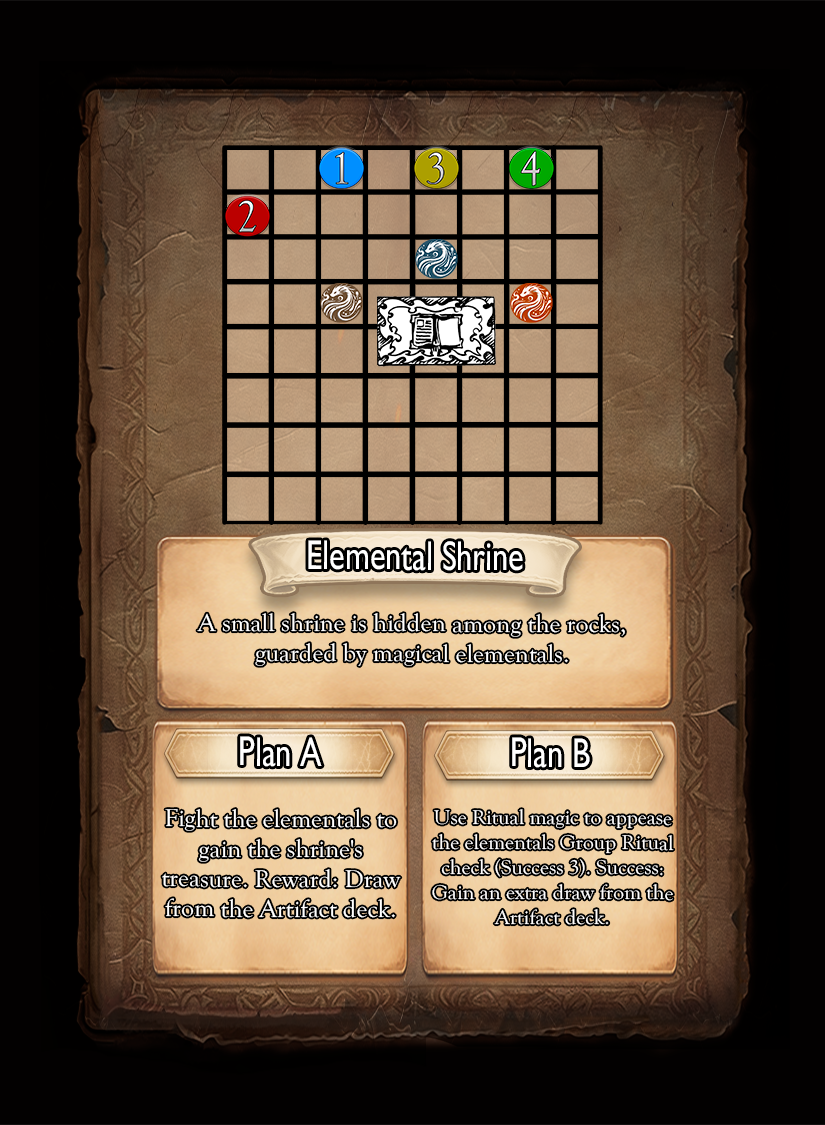 1 3 4
2
Elemental Shrine
A small shrine is hidden among the rocks,
guarded by magical elementals.
Plan A
Fight the elementals to
gain the shrine's
treasure. Reward: Draw
from the Artifact deck.
Plan B
Use Ritual magic to appease
the elementals Group Ritual
check (Success 3). Success:
Gain an extra draw from the
Artifact deck.